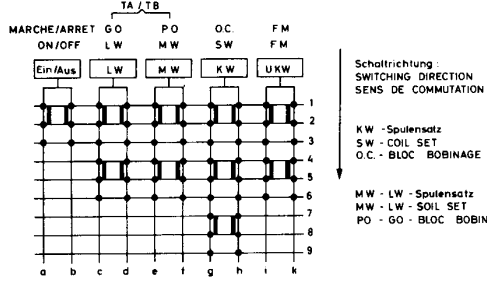 TA / TB
MARCHE/ARRET GO PO O.C. FM
ON/OFF LW MW SW FM
Ein/Aus LW MW KW UKW
1
2
3
4
5
6
7
8
9
a b c d e f g h i k
Schaltrichtung :
SWITCHING DIRECTION
SENS DE COMMUTATION
KW - Spulensatz
SW - COIL SET
O.C. - BLOC BOBINAGE
MW - LW - Spulensatz
MW - LW - SOIL SET
PO - GO - BLOC BOBIN